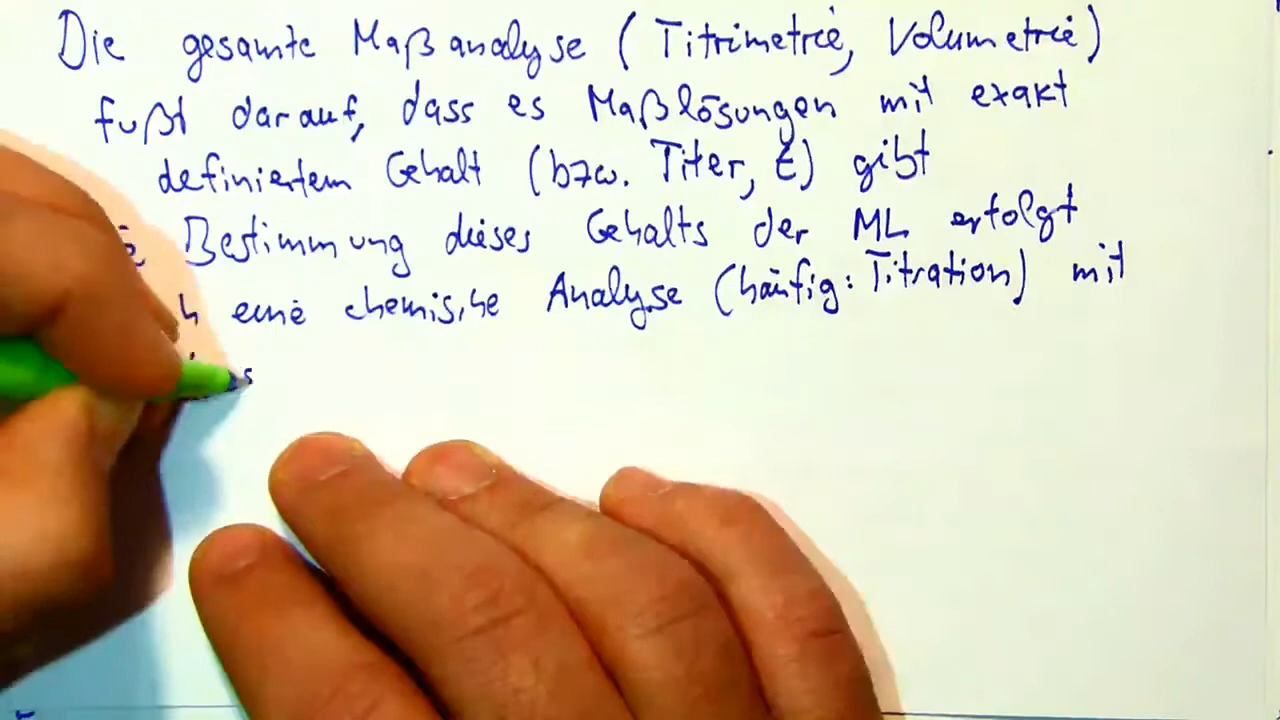 Die gesamte Maßanalyse (Titrimetrie, Volumetrie)
fußt darauf, dass es Maßlösungen mit exakt
definiertem Gehalt (bzw. Titer, t) gibt
Bestimmung dieses Gehalts der ML erfolgt
eine chemische Analyse (häufig: Titration) mit